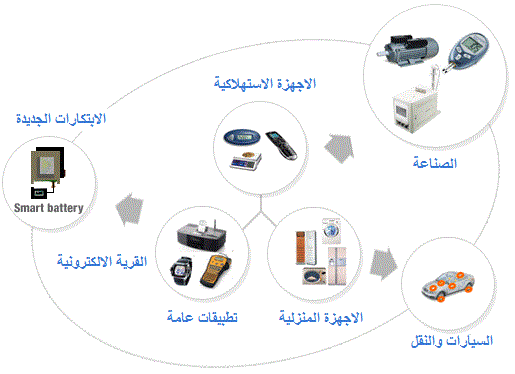 الاجهزة الاستهلاكية
الابتكارات الجديدة
الصناعة
Smart battery
القرية الالكترونية
تطبيقات عامة
الاجهزة المنزلية
السيارات والنقل